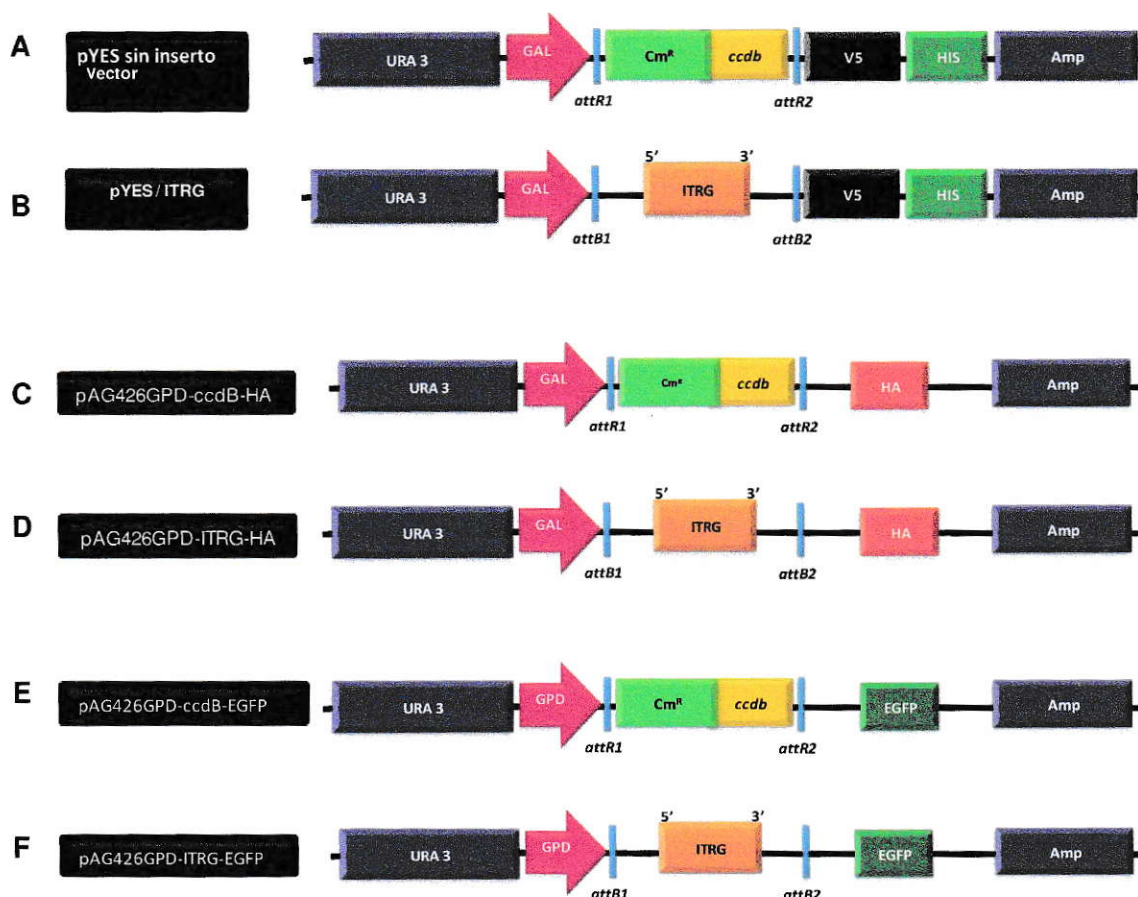 A
pYES sin inserto
Vector
URA 3
GAL
attR1
Cmᴿ
ccdb
attR2
V5
HIS
Amp
B
pYES / ITRG
URA 3
GAL
attB1
5’
3’
ITRG
attB2
V5
HIS
Amp
C
pAG426GPD-ccdB-HA
URA 3
GAL
attR1
Cmᴿ
ccdb
attR2
HA
Amp
D
pAG426GPD-ITRG-HA
URA 3
GAL
attB1
5’
3’
ITRG
attB2
HA
Amp
E
pAG426GPD-ccdB-EGFP
URA 3
GPD
attR1
Cmᴿ
ccdb
attR2
EGFP
Amp
F
pAG426GPD-ITRG-EGFP
URA 3
GPD
attB1
5’
3’
ITRG
attB2
EGFP
Amp